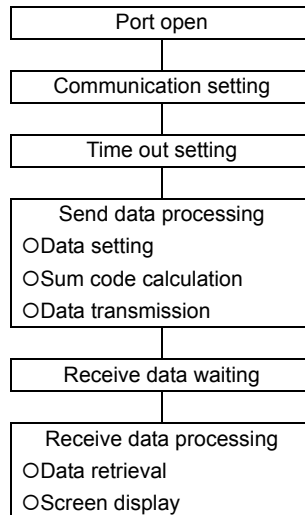 Port open
Communication setting
Time out setting
Send data processing
○Data setting
○Sum code calculation
○Data transmission
Receive data waiting
Receive data processing
○Data retrieval
○Screen display